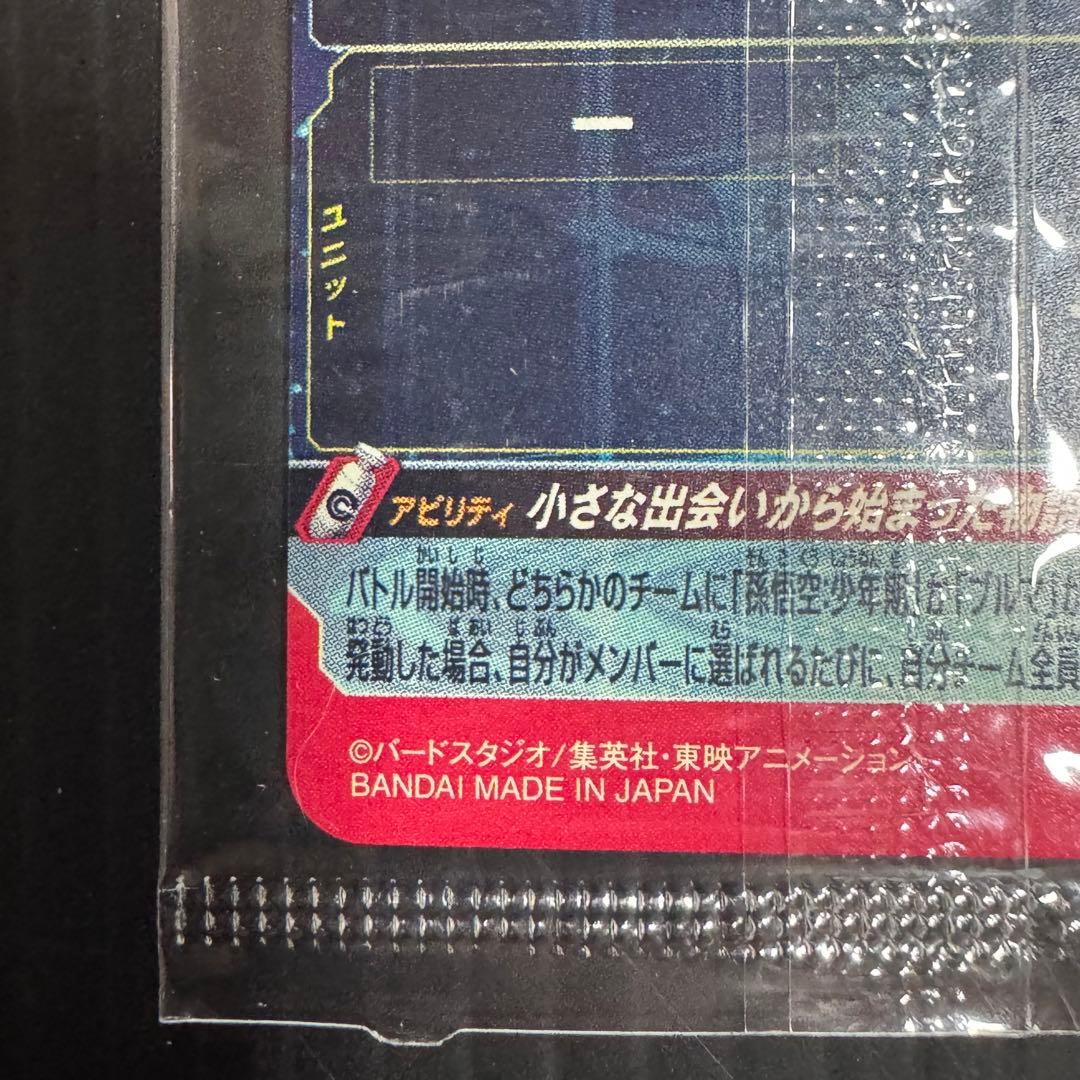 ー
ユニット
アビリティ 小さな出会いから始まった物
バトル開始時、どちらかのチームに「孫悟空:少年期」か「ブルマ」が
発動した場合、自分がメンバーに選ばれるたびに、自分チーム全員
©バードスタジオ/集英社・東映アニメーション
BANDAI MADE IN JAPAN